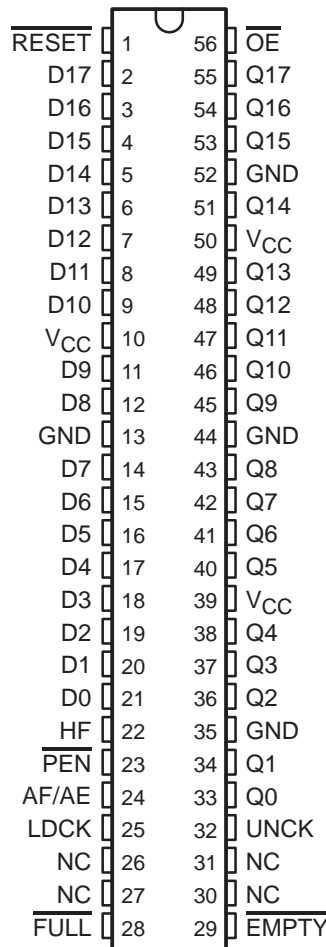 RESET 1 56 OE
D17 2 55 Q17
D16 3 54 Q16
D15 4 53 Q15
D14 5 52 GND
D13 6 51 Q14
D12 7 50 VCC
D11 8 49 Q13
D10 9 48 Q12
VCC 10 47 Q11
D9 11 46 Q10
D8 12 45 Q9
GND 13 44 GND
D7 14 43 Q8
D6 15 42 Q7
D5 16 41 Q6
D4 17 40 Q5
D3 18 39 VCC
D2 19 38 Q4
D1 20 37 Q3
D0 21 36 Q2
HF 22 35 GND
PEN 23 34 Q1
AF/AE 24 33 Q0
LDCK 25 32 UNCK
NC 26 31 NC
NC 27 30 NC
FULL 28 29 EMPTY